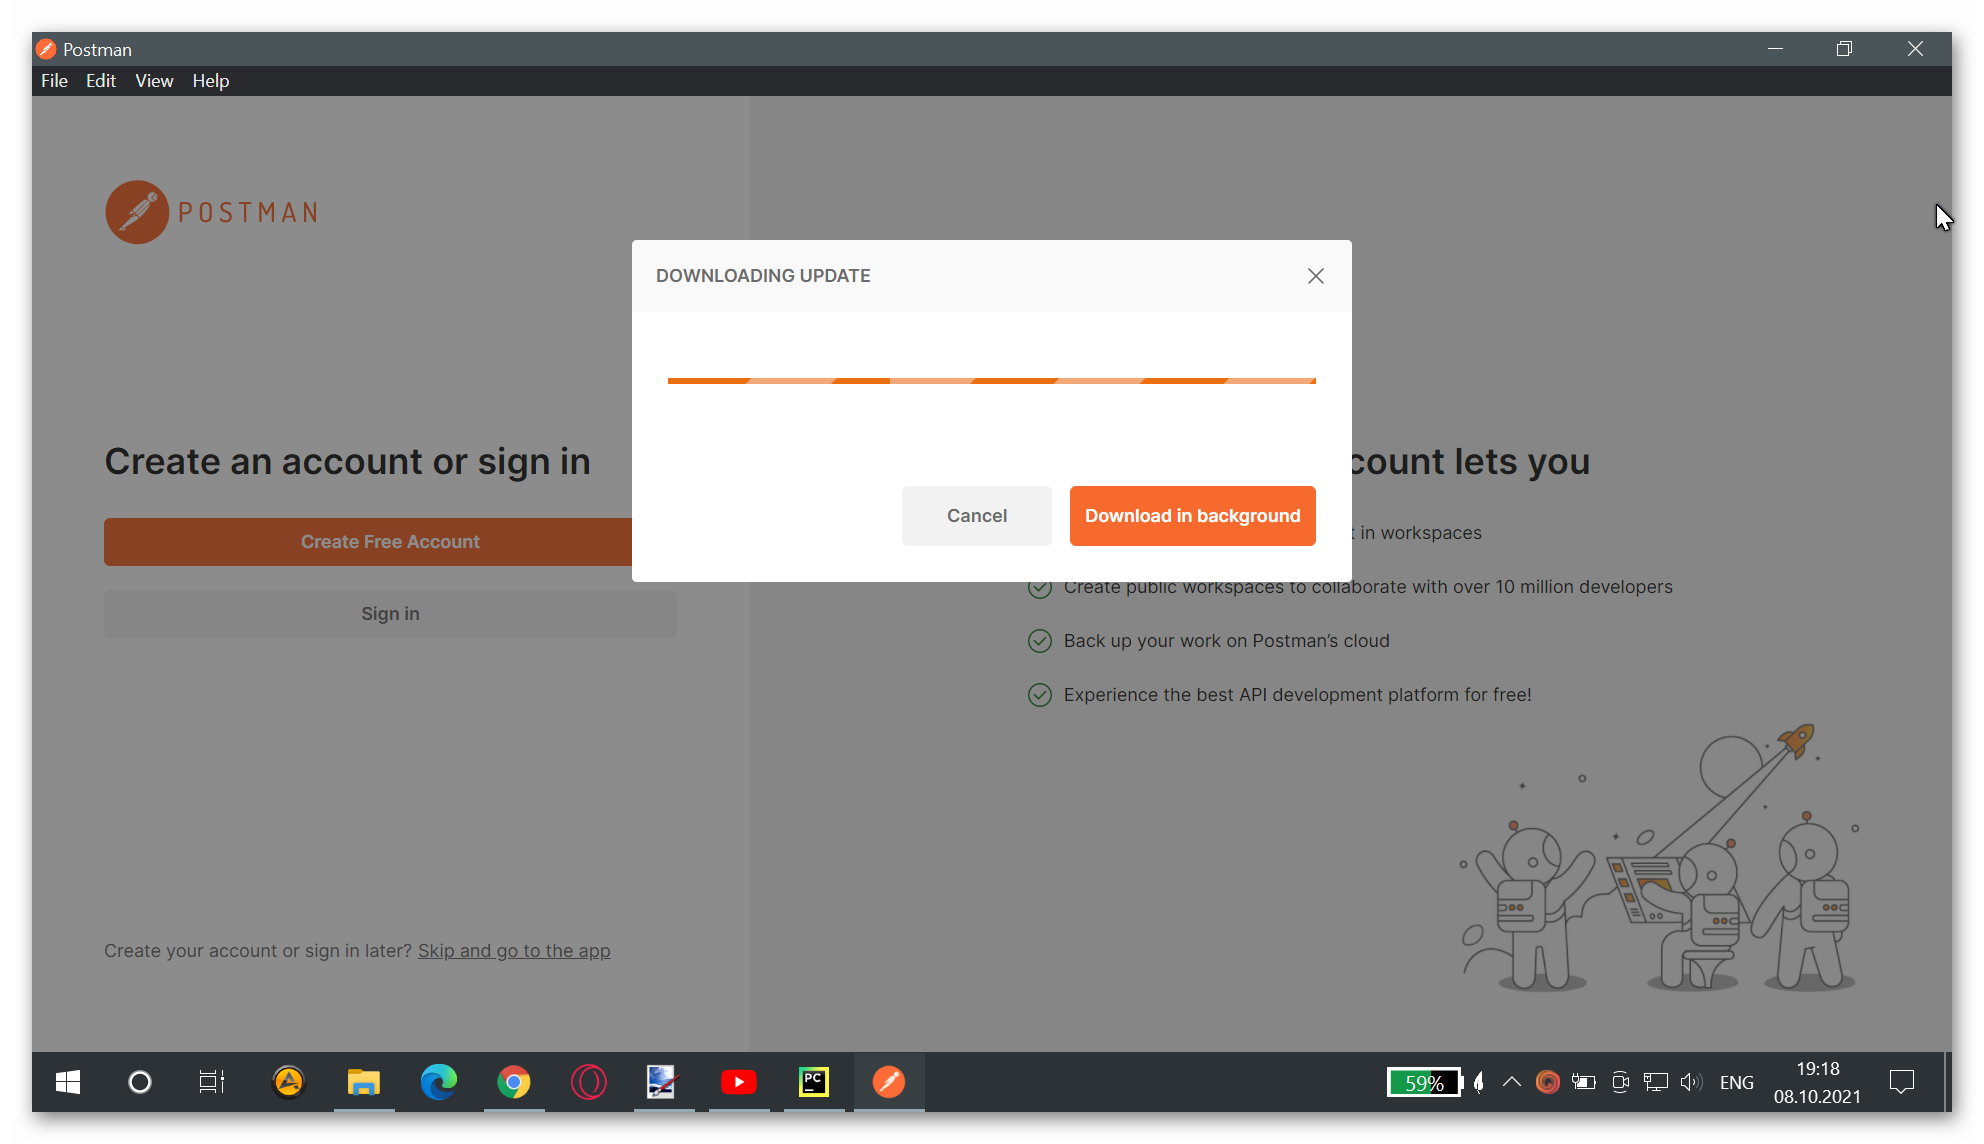 Postman
File Edit View Help
POSTMAN
DOWNLOADING UPDATE
Cancel
Download in background
Create an account or sign in
Create Free Account
Sign in
Create your account or sign in later? Skip and go to the app
count lets you
t in workspaces
Create public workspaces to collaborate with over 10 million developers
Back up your work on Postman’s cloud
Experience the best API development platform for free!
PC
59%
ENG
19:18
08.10.2021